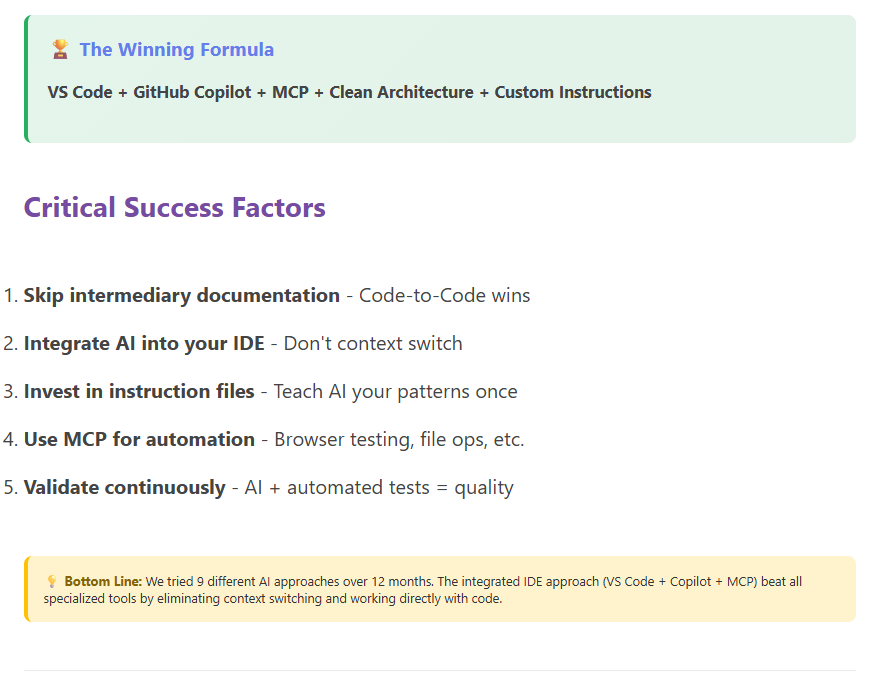 🏆 The Winning Formula
VS Code + GitHub Copilot + MCP + Clean Architecture + Custom Instructions
Critical Success Factors
1. Skip intermediary documentation - Code-to-Code wins
2. Integrate AI into your IDE - Don't context switch
3. Invest in instruction files - Teach AI your patterns once
4. Use MCP for automation - Browser testing, file ops, etc.
5. Validate continuously - AI + automated tests = quality
💡 Bottom Line: We tried 9 different AI approaches over 12 months. The integrated IDE approach (VS Code + Copilot + MCP) beat all
specialized tools by eliminating context switching and working directly with code.